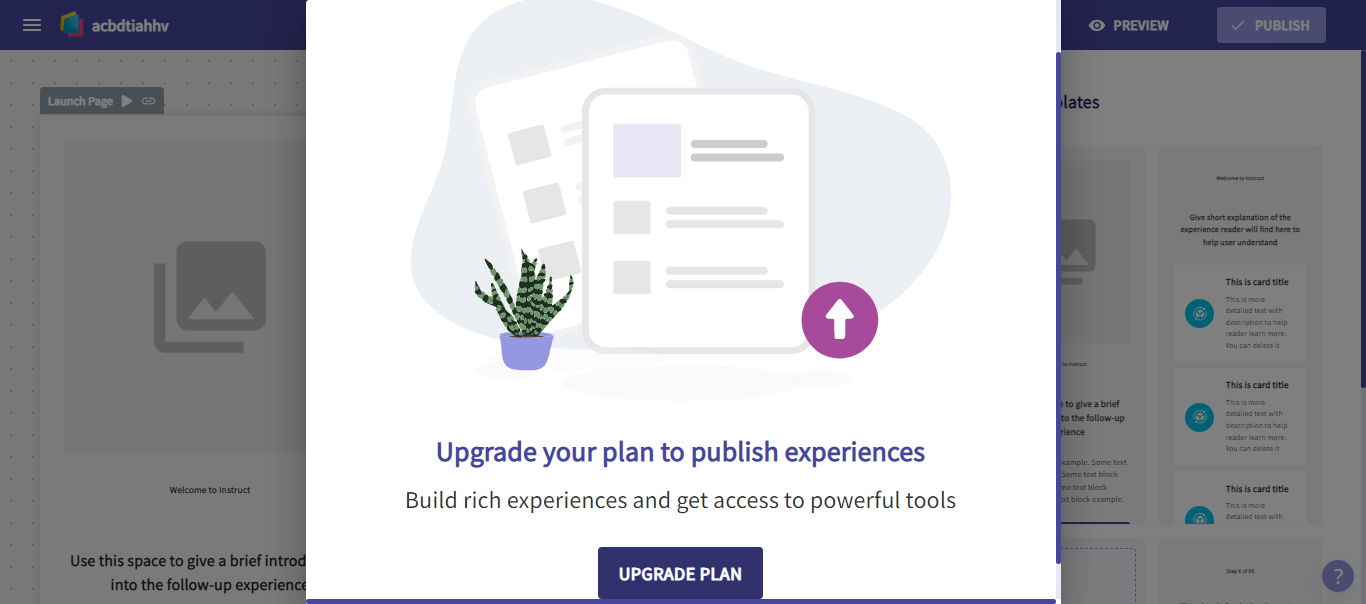 acbdtiahhv
PREVIEW
PUBLISH
Launch Page
Welcome to Instruct
Use this space to give a brief introd
into the follow-up experience
Upgrade your plan to publish experiences
Build rich experiences and get access to powerful tools
UPGRADE PLAN
lates
to Instruct
e to give a brief
to the follow-up
rience
xample. Some text
Some text block
me text block
xt block example.
Welcome to Instruct
Give short explanation of the
experience reader will find here to
help user understand
This is card title
This is more
detailed text with
description to help
reader learn more.
You can delete it
This is card title
This is more
detailed text with
description to help
reader learn more.
You can delete it
This is card title
This is more
detailed text with
Step X of XX
?